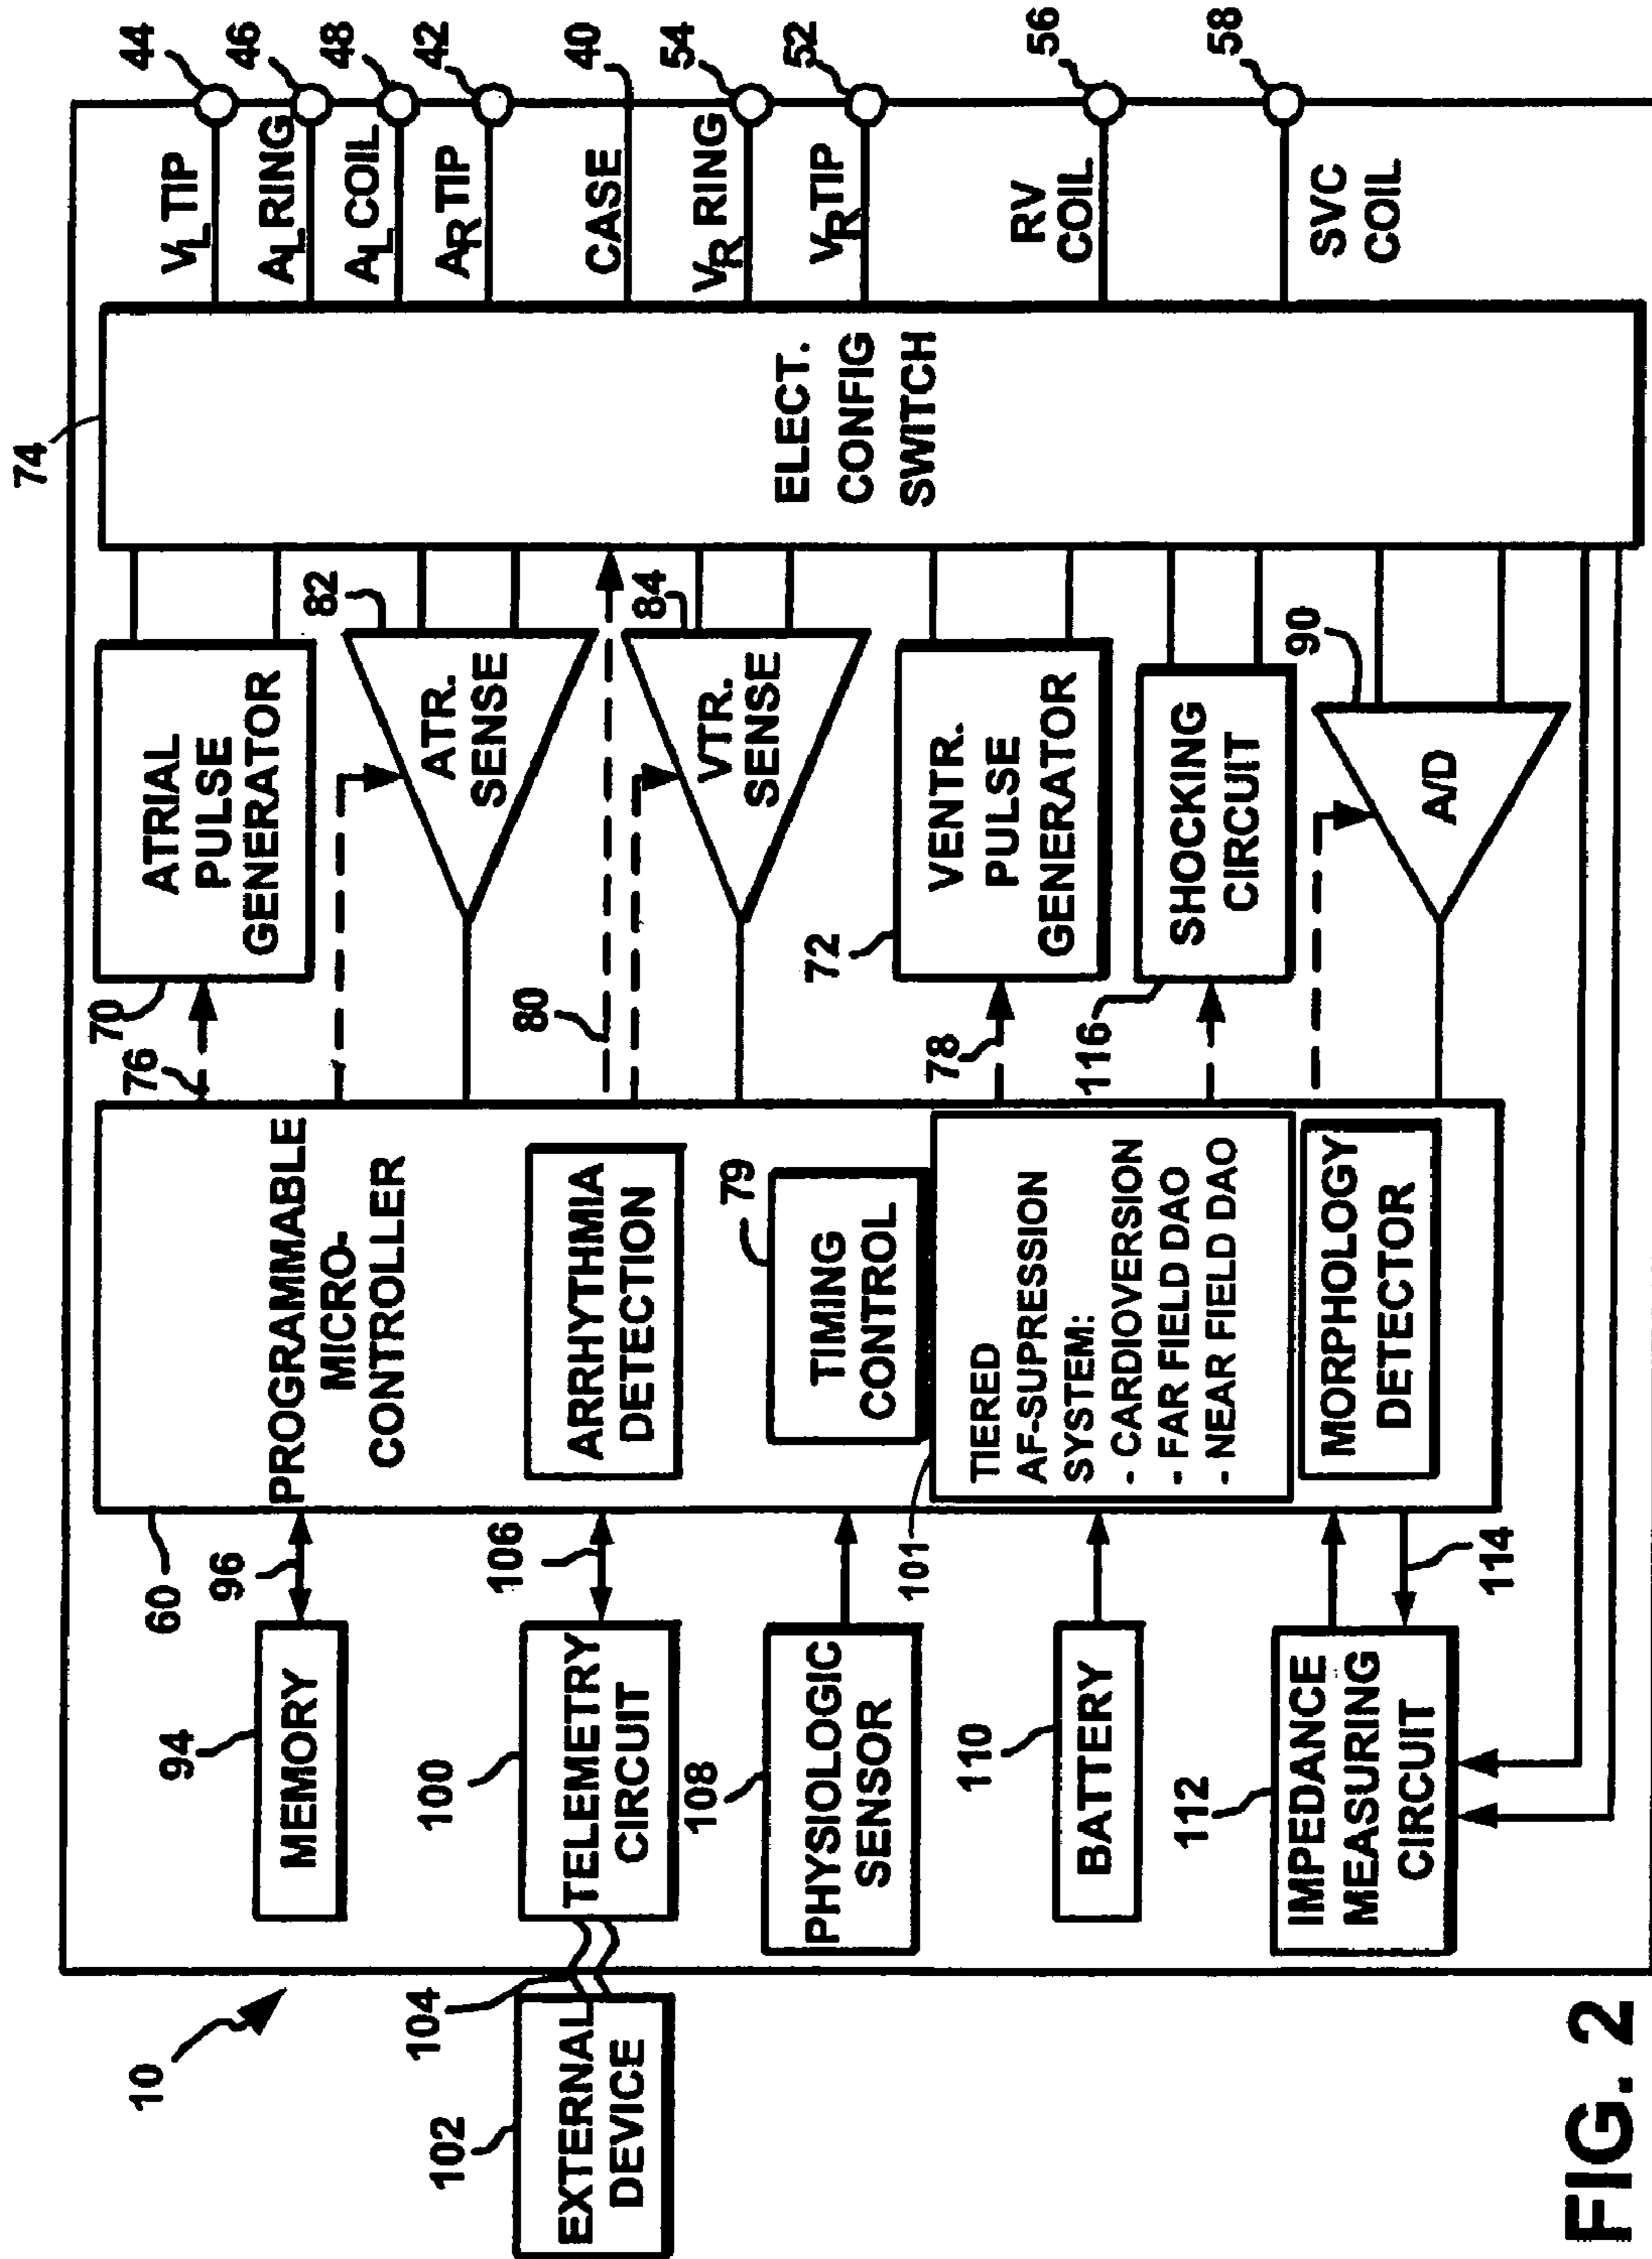 10
102
EXTERNAL
DEVICE
104
94
MEMORY
96
60
100
TELEMETRY
CIRCUIT
106
108
PHYSIOLOGIC
SENSOR
110
BATTERY
112
IMPEDANCE
MEASURING
CIRCUIT
114
101
PROGRAMMABLE
MICRO-
CONTROLLER
ARRHYTHMIA
DETECTION
79
TIMING
CONTROL
TIERED
AF-SUPRESSION
SYSTEM:
- CARDIOVERSION
- FAR FIELD DAO
- NEAR FIELD DAO
MORPHOLOGY
DETECTOR
76
70
ATRIAL
PULSE
GENERATOR
82
ATR.
SENSE
80
84
VTR.
SENSE
78
72
VENTR.
PULSE
GENERATOR
116
SHOCKING
CIRCUIT
90
A/D
74
ELECT.
CONFIG
SWITCH
VL TIP
44
AL RING
46
AL COIL
48
AR TIP
42
CASE
40
VR RING
54
VR TIP
52
RV
COIL
56
SVC
COIL
58
FIG. 2